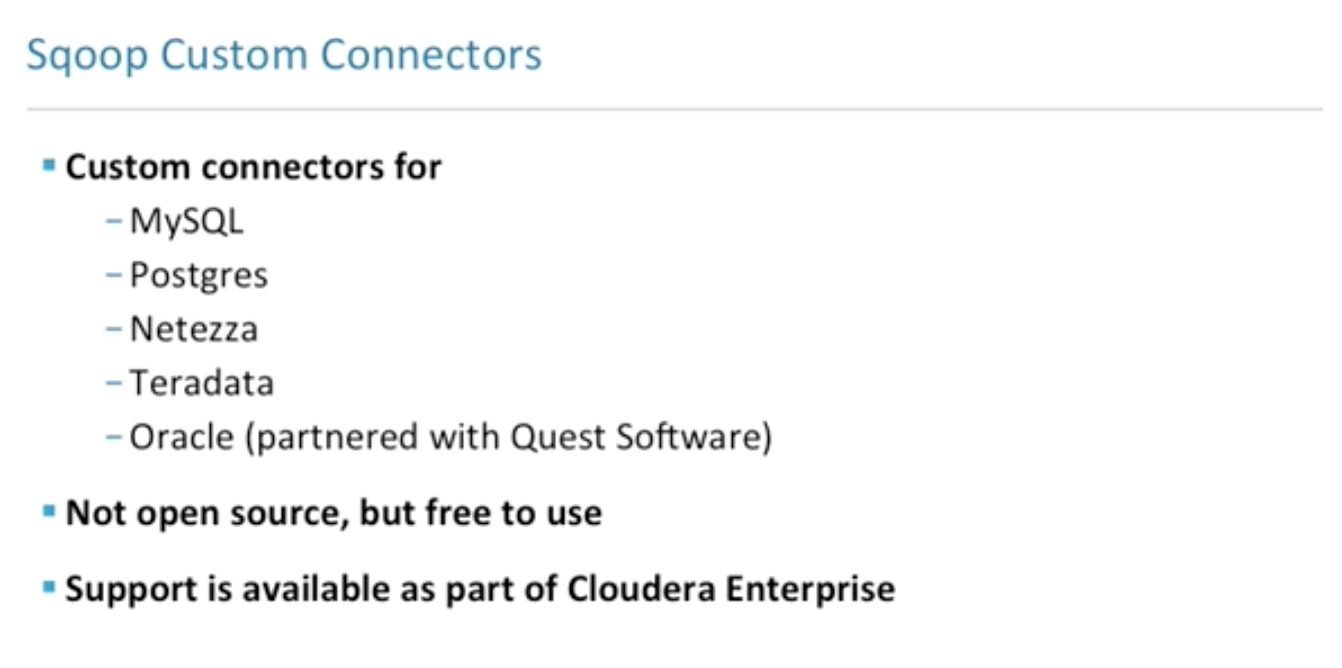 Sqoop Custom Connectors
▪ Custom connectors for
– MySQL
– Postgres
– Netezza
– Teradata
– Oracle (partnered with Quest Software)
▪ Not open source, but free to use
▪ Support is available as part of Cloudera Enterprise